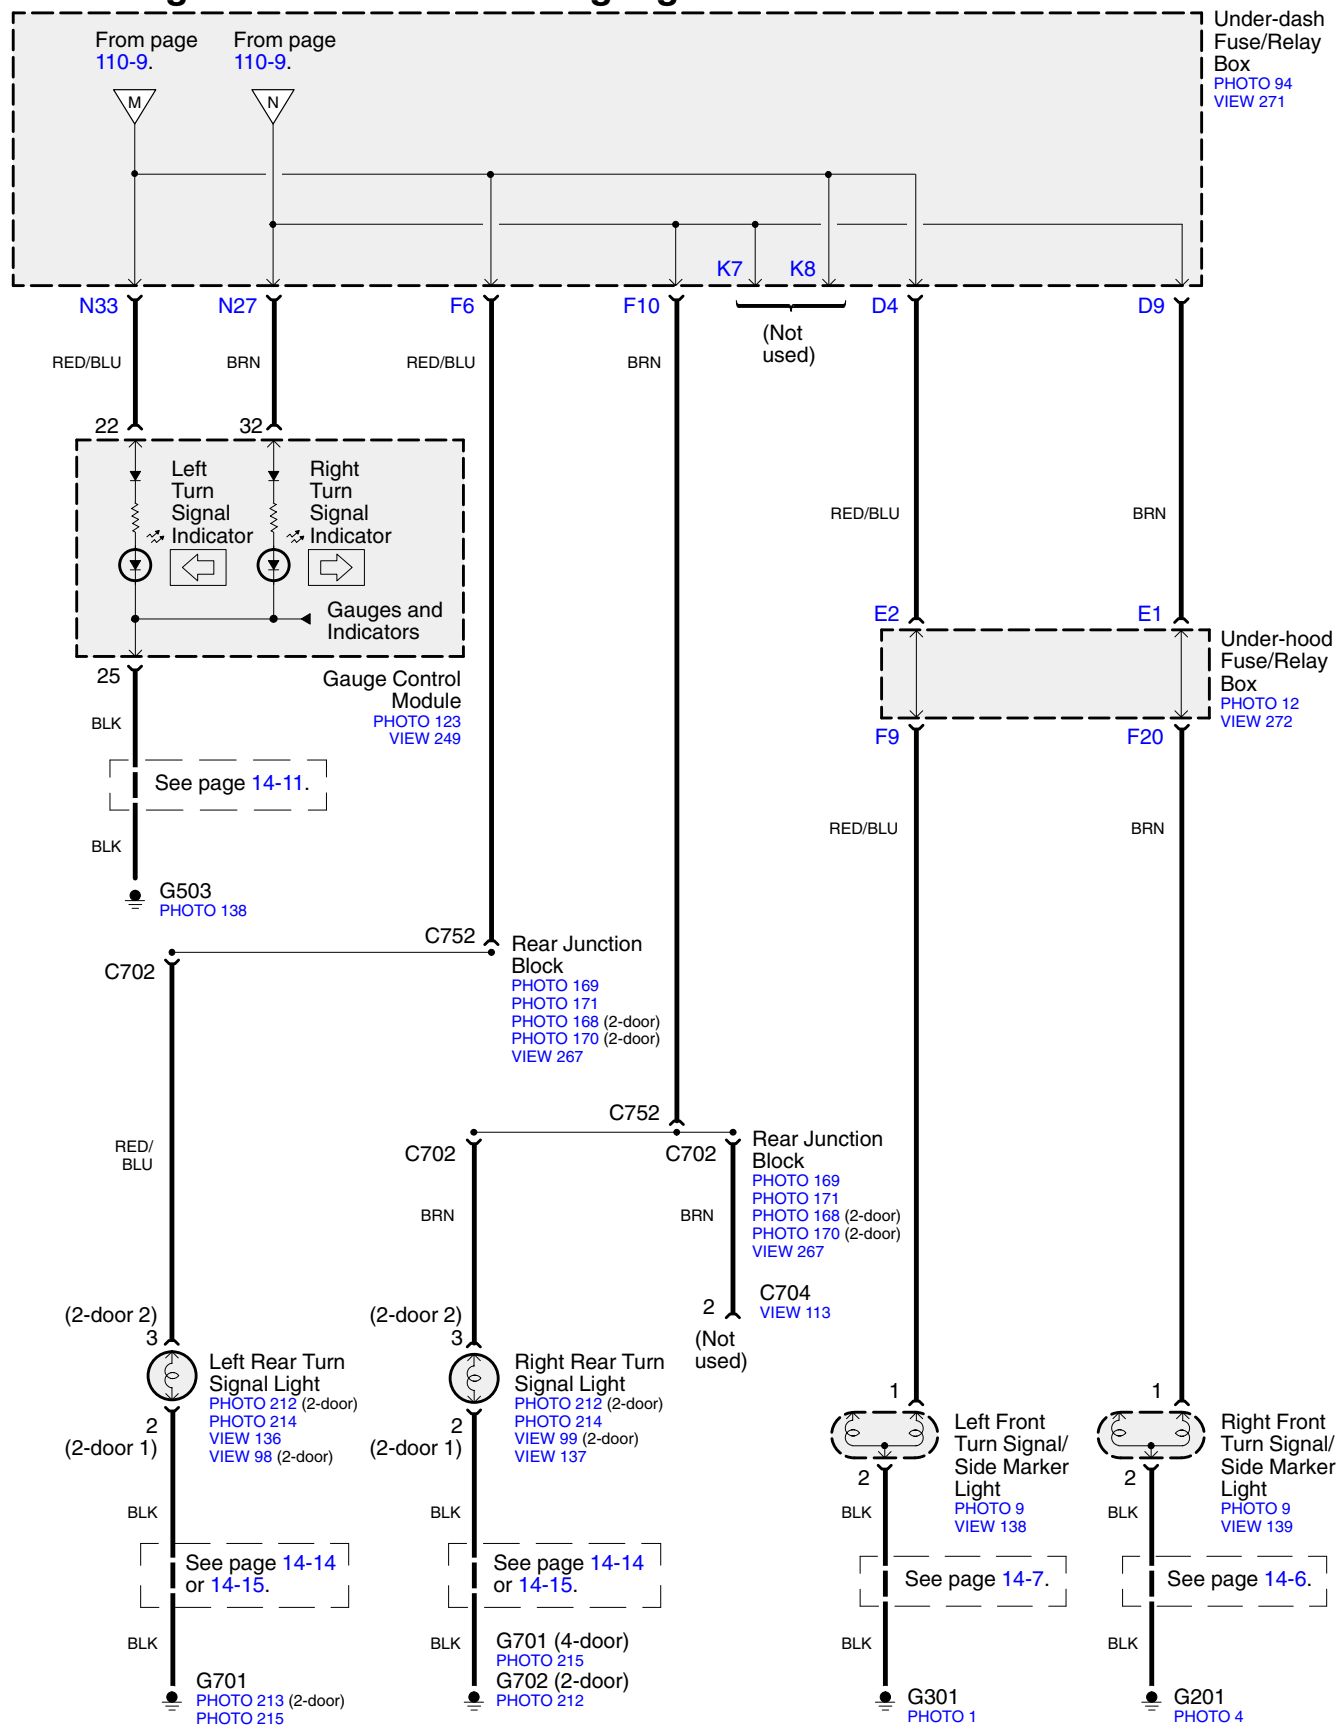 Under-dash
Fuse/Relay
Box
PHOTO 94
VIEW 271
From page
110-9.
From page
110-9.
M
N
K7
K8
N33
N27
F6
F10
(Not
used)
D4
D9
RED/BLU
BRN
RED/BLU
BRN
22
32
Left
Turn
Signal
Indicator
Right
Turn
Signal
Indicator
Gauges and
Indicators
RED/BLU
BRN
E2
E1
Under-hood
Fuse/Relay
Box
PHOTO 12
VIEW 272
25
Gauge Control
Module
PHOTO 123
VIEW 249
F9
F20
BLK
See page 14-11.
BLK
RED/BLU
BRN
G503
PHOTO 138
C752
C702
Rear Junction
Block
PHOTO 169
PHOTO 171
PHOTO 168 (2-door)
PHOTO 170 (2-door)
VIEW 267
C752
C702
C702
Rear Junction
Block
PHOTO 169
PHOTO 171
PHOTO 168 (2-door)
PHOTO 170 (2-door)
VIEW 267
RED/
BLU
BRN
BRN
2
C704
VIEW 113
(Not
used)
(2-door 2)
3
(2-door 2)
3
Left Rear Turn
Signal Light
PHOTO 212 (2-door)
PHOTO 214
VIEW 136
VIEW 98 (2-door)
Right Rear Turn
Signal Light
PHOTO 212 (2-door)
PHOTO 214
VIEW 99 (2-door)
VIEW 137
2
(2-door 1)
2
(2-door 1)
1
1
Left Front
Turn Signal/
Side Marker
Light
PHOTO 9
VIEW 138
Right Front
Turn Signal/
Side Marker
Light
PHOTO 9
VIEW 139
2
2
BLK
BLK
BLK
BLK
See page 14-14
or 14-15.
See page 14-14
or 14-15.
See page 14-7.
See page 14-6.
BLK
BLK
BLK
BLK
G701
PHOTO 213 (2-door)
PHOTO 215
G701 (4-door)
PHOTO 215
G702 (2-door)
PHOTO 212
G301
PHOTO 1
G201
PHOTO 4